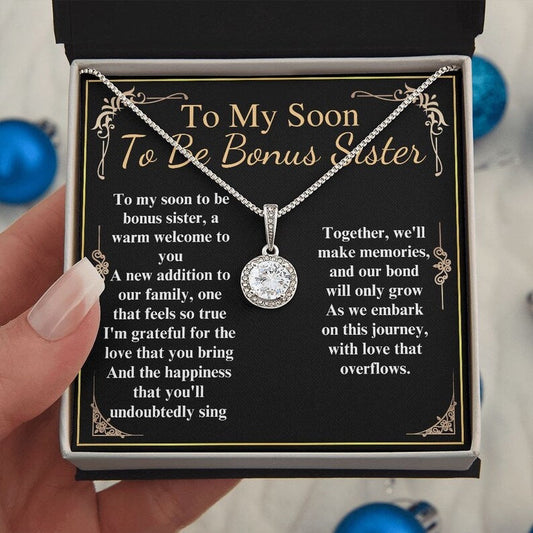 To My Soon
To Be Bonus Sister
To my soon to be
bonus sister, a
warm welcome to
you
A new addition to
our family, one
that feels so true
I'm grateful for the
love that you bring
And the happiness
that you'll
undoubtedly sing
Together, we'll
make memories,
and our bond
will only grow
As we embark
on this journey,
with love that
overflows.